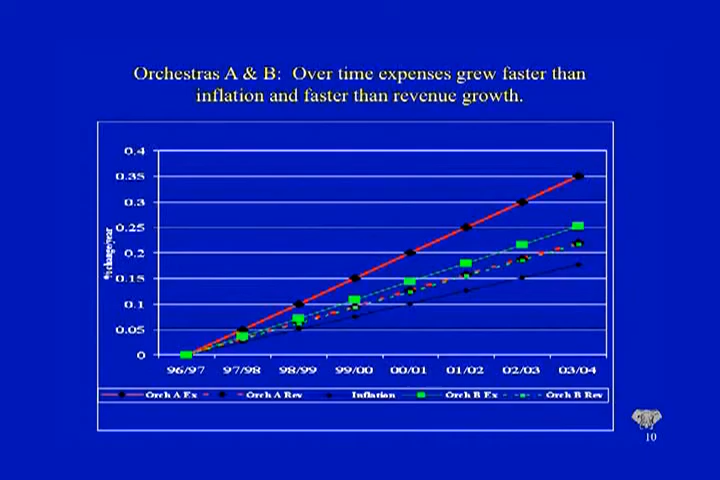 Orchestras A & B: Over time expenses grew faster than
inflation and faster than revenue growth.
0.4
0.35
0.3
0.25
0.2
0.15
0.1
0.05
0
% change/year
96/97 97/98 98/99 99/00 00/01 01/02 02/03 03/04
Orch A Ex Orch A Rev Inflation Orch B Ex Orch B Rev
10